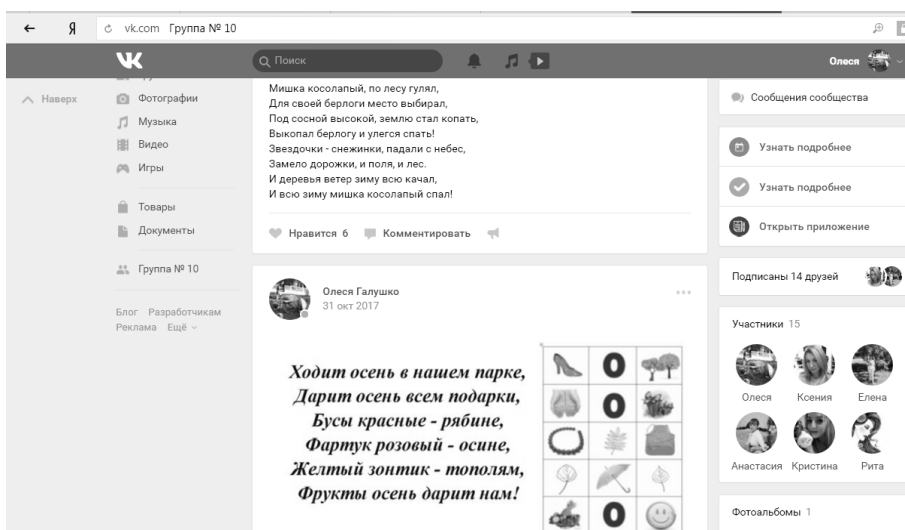 Я vk.com Группа № 10
Поиск
Олеся
Наверх
Фотографии
Музыка
Видео
Игры
Товары
Документы
Группа № 10
Блог Разработчикам
Реклама Ещё
Мишка косолапый, по лесу гулял,
Для своей берлоги место выбирал,
Под сосной высокой, землю стал копать,
Выкопал берлогу и улегся спать!
Звездочки - снежинки, падали с небес,
Замело дорожки, и поля, и лес.
И деревья ветер зиму всю качал,
И всю зиму мишка косолапый спал!
Нравится 6 Комментировать
Олеся Галушко
31 окт 2017
Ходит осень в нашем парке,
Дарит осень всем подарки,
Бусы красные - рябине,
Фартук розовый - осине,
Желтый зонтик - тополям,
Фрукты осень дарит нам!
О
О
О
Сообщения сообщества
Узнать подробнее
Узнать подробнее
Открыть приложение
Подписаны 14 друзей
Участники 15
Олеся Ксения Елена
Анастасия Кристина Рита
Фотоальбомы 1